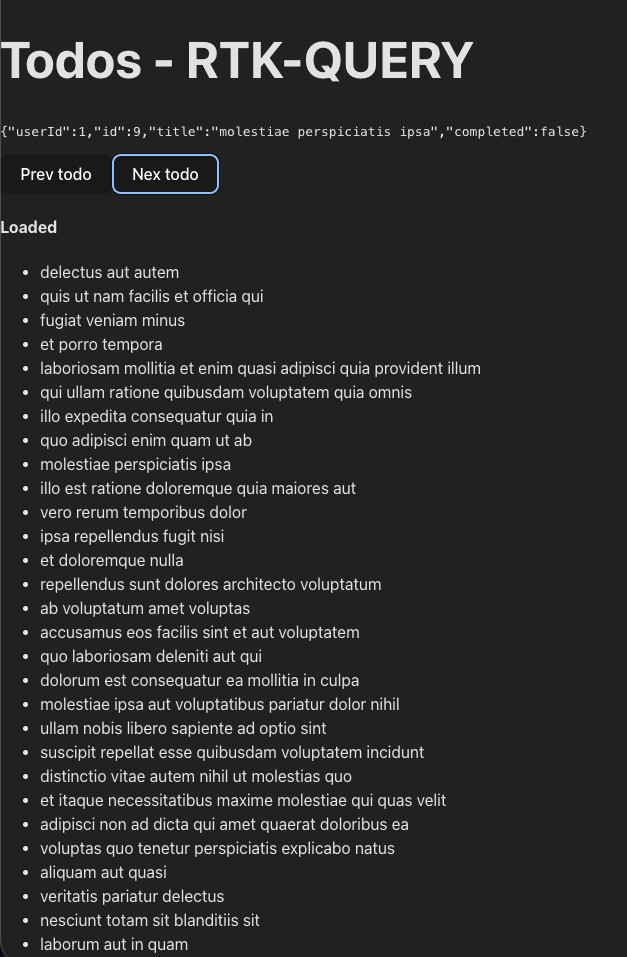 Todos - RTK-QUERY
{"userId":1,"id":9,"title":"molestiae perspiciatis ipsa","completed":false}
Prev todo Nex todo
Loaded
• delectus aut autem
• quis ut nam facilis et officia qui
• fugiat veniam minus
• et porro tempora
• laboriosam mollitia et enim quasi adipisci quia provident illum
• qui ullam ratione quibusdam voluptatem quia omnis
• illo expedita consequatur quia in
• quo adipisci enim quam ut ab
• molestiae perspiciatis ipsa
• illo est ratione doloremque quia maiores aut
• vero rerum temporibus dolor
• ipsa repellendus fugit nisi
• et doloremque nulla
• repellendus sunt dolores architecto voluptatum
• ab voluptatum amet voluptas
• accusamus eos facilis sint et aut voluptatem
• quo laboriosam deleniti aut qui
• dolorum est consequatur ea mollitia in culpa
• molestiae ipsa aut voluptatibus pariatur dolor nihil
• ullam nobis libero sapiente ad optio sint
• suscipit repellat esse quibusdam voluptatem incidunt
• distinctio vitae autem nihil ut molestias quo
• et itaque necessitatibus maxime molestiae qui quas velit
• adipisci non ad dicta qui amet quaerat doloribus ea
• voluptas quo tenetur perspiciatis explicabo natus
• aliquam aut quasi
• veritatis pariatur delectus
• nesciunt totam sit blanditiis sit
• laborum aut in quam